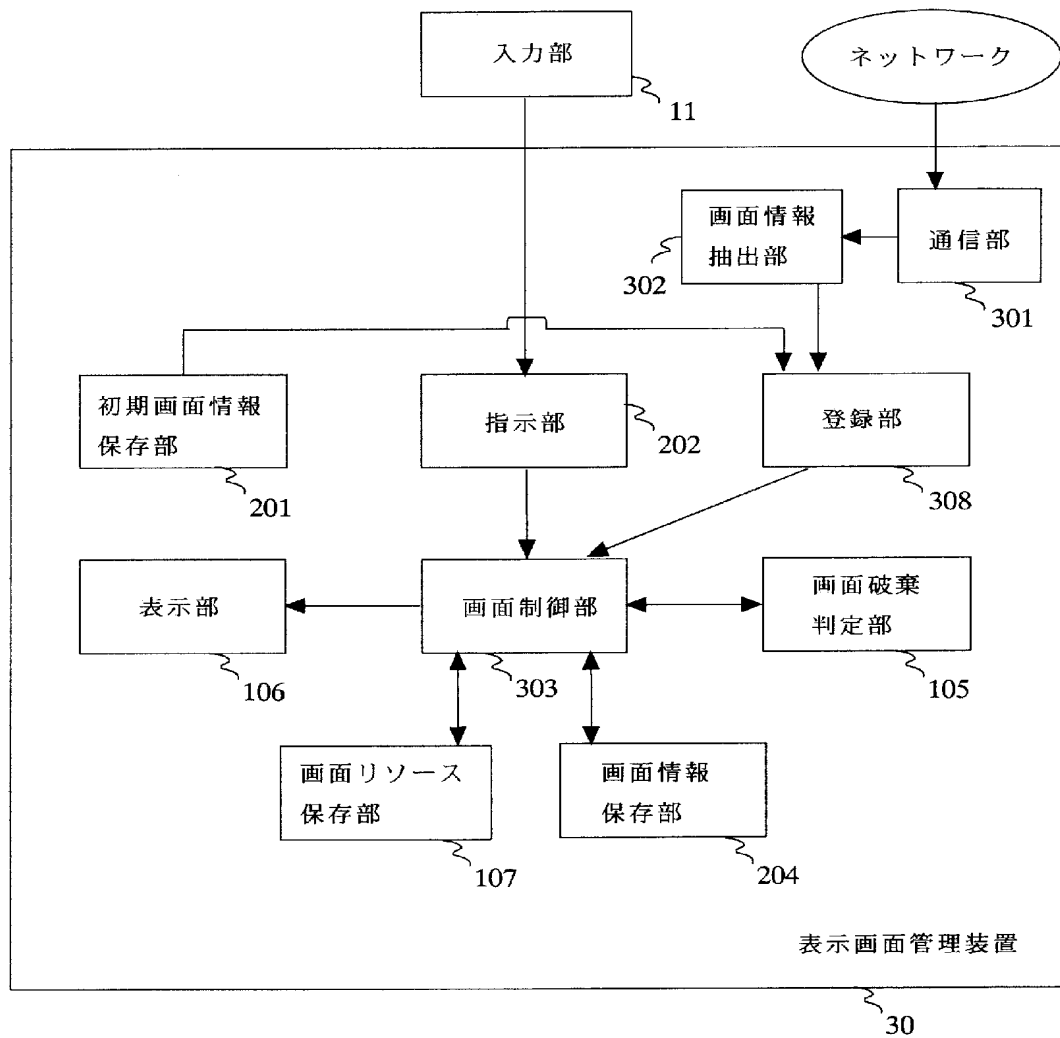 入力部
11
ネットワーク
画面情報
抽出部
302
通信部
301
初期画面情報
保存部
201
指示部
202
登録部
308
表示部
106
画面制御部
303
画面破棄
判定部
105
画面リソース
保存部
107
画面情報
保存部
204
表示画面管理装置
30